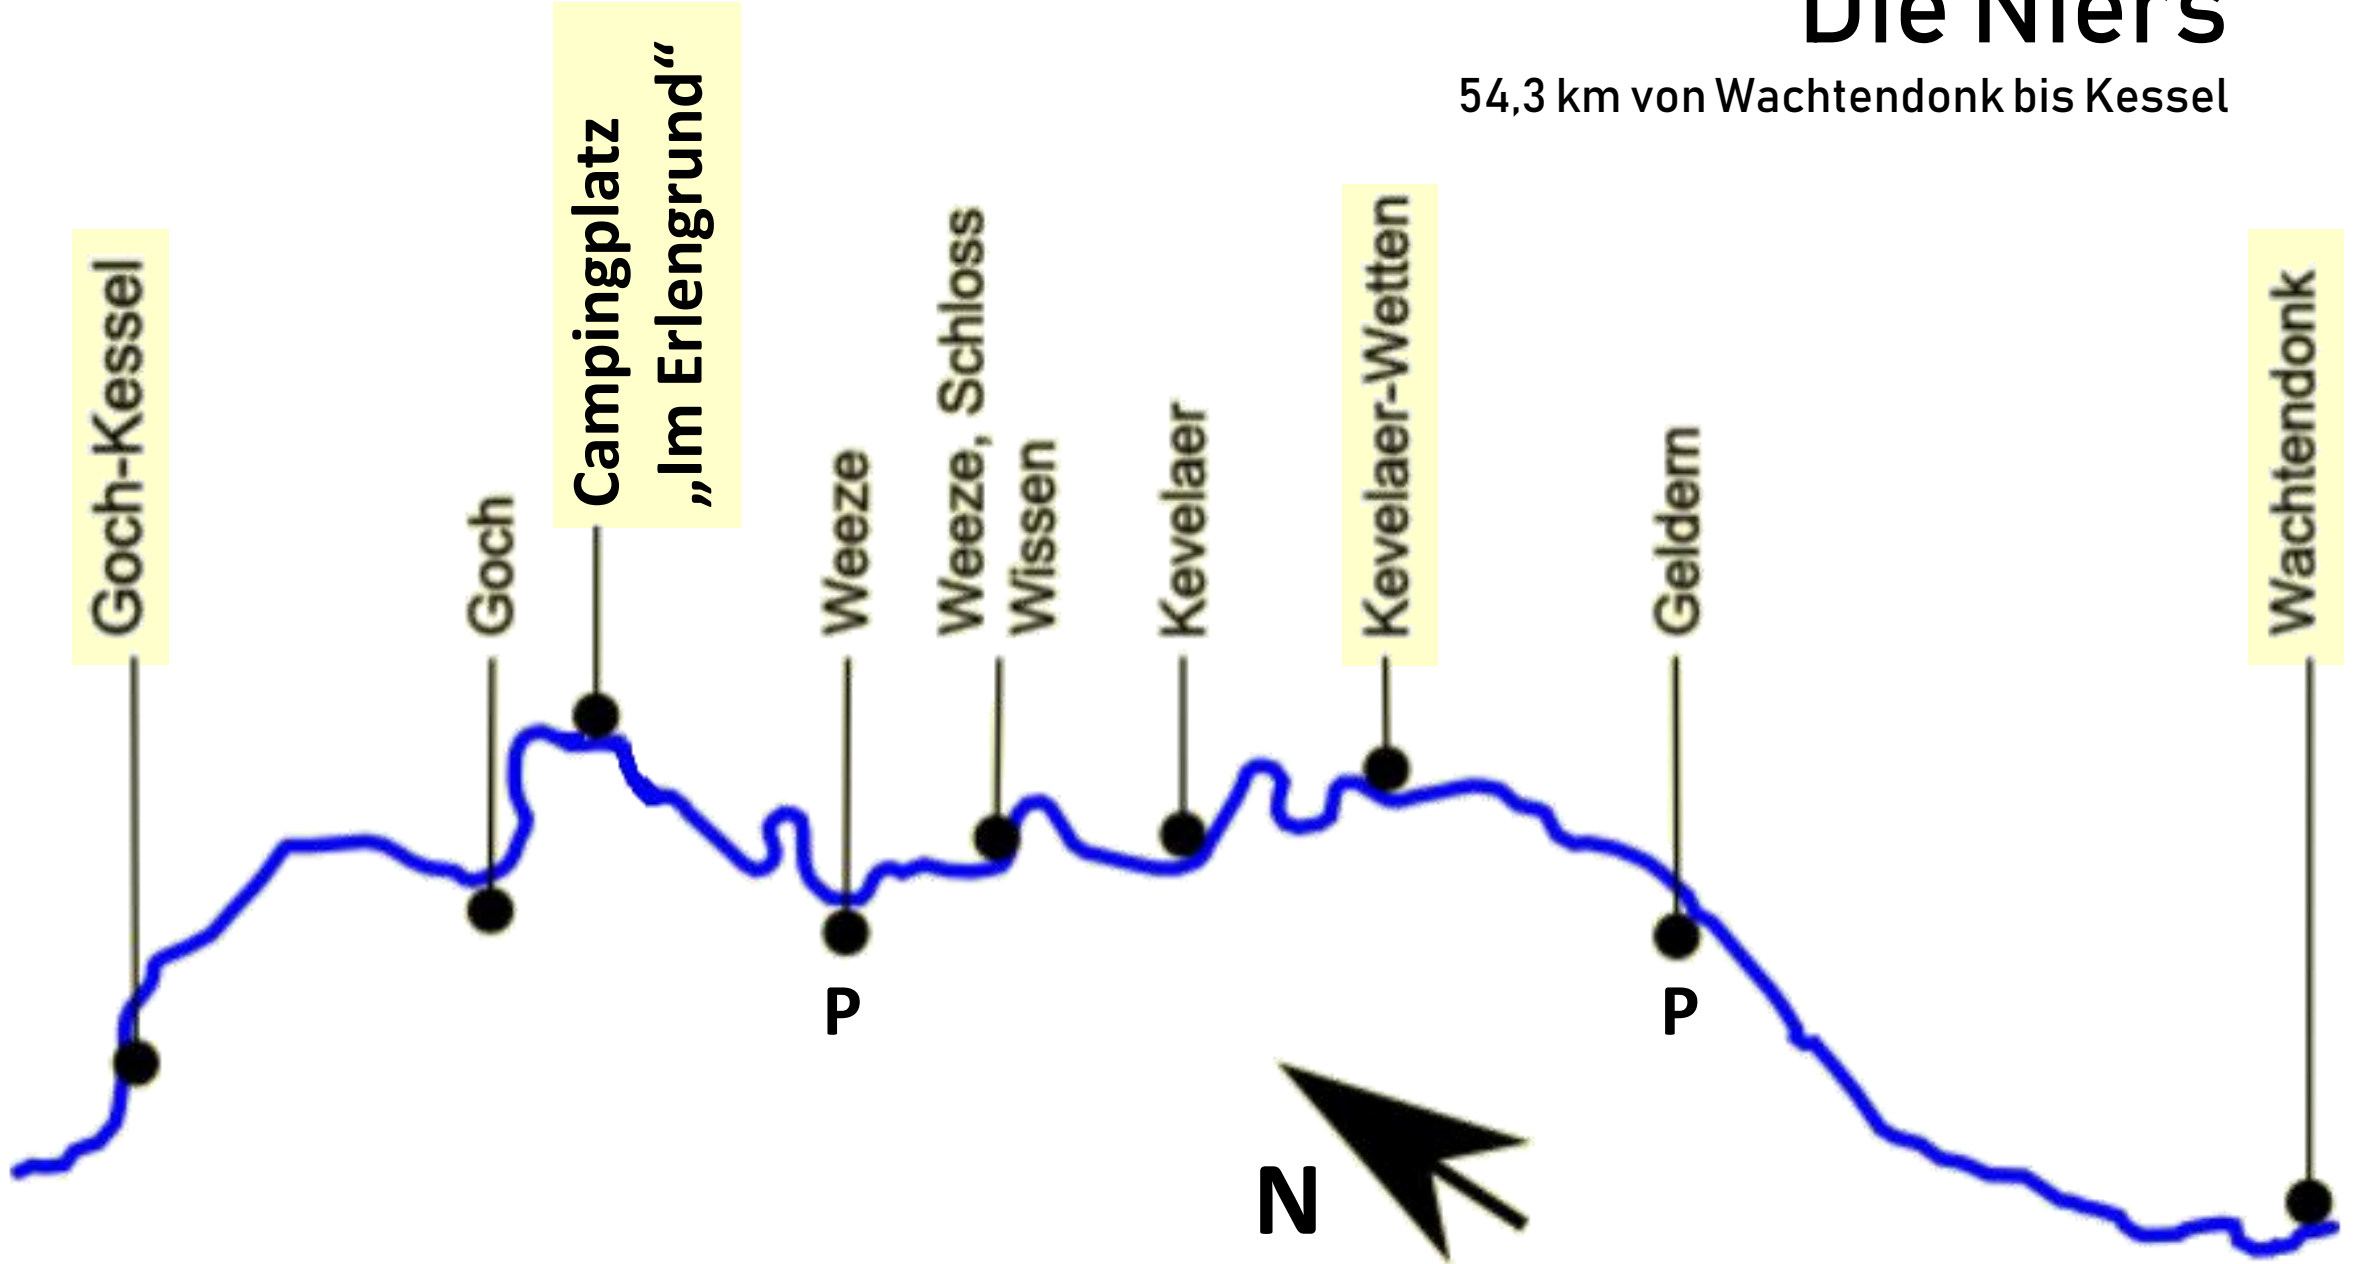 Die Niers
54,3 km von Wachtendonk bis Kessel
Goch-Kessel
Goch
Campingplatz
„Im Erlengrund“
Weeze
Weeze, Schloss
Wissen
Kevelaer
Kevelaer-Wetten
Geldern
Wachtendonk
P
P
N